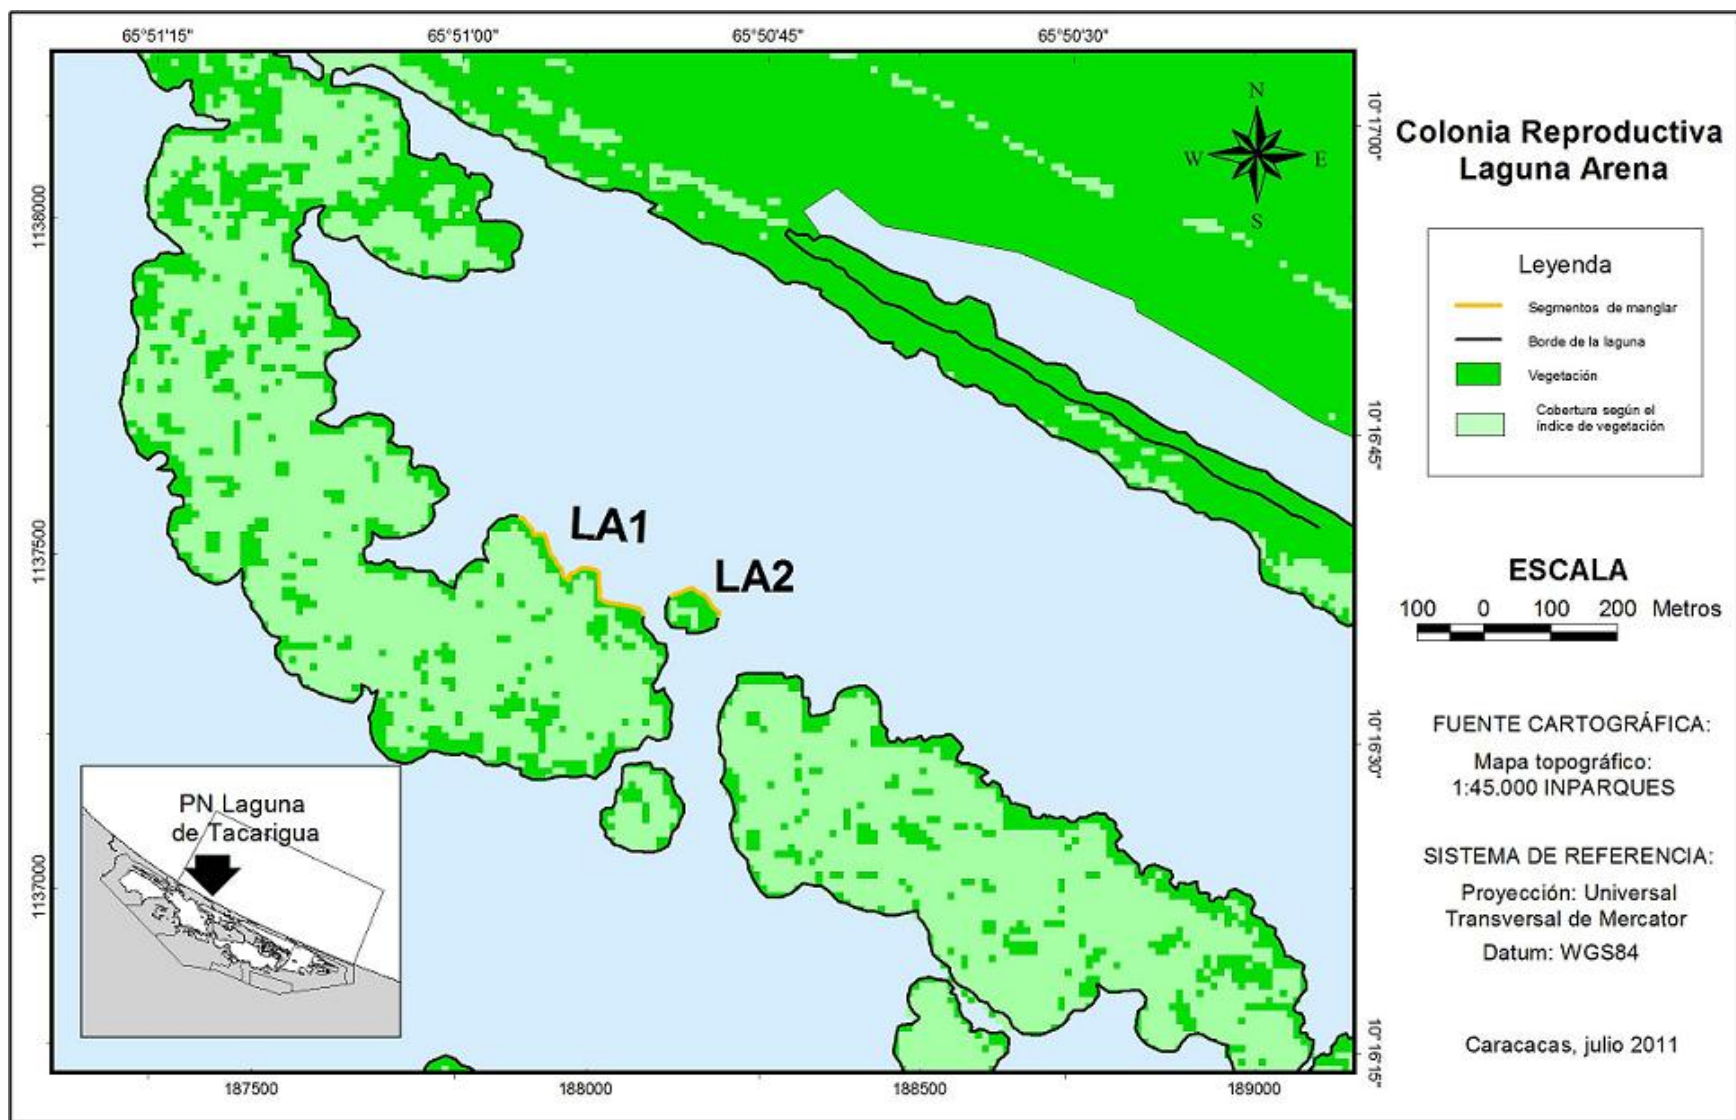 65°51'15"
65°51'00"
65°50'45"
65°50'30"
N
W
E
S
10°17'00"
10°16'45"
10°16'30"
10°16'15"
1138000
1137500
1137000
LA1
LA2
PN Laguna
de Tacarigua
187500
188000
188500
189000
Colonia Reproductiva
Laguna Arena
Leyenda
Segmentos de manglar
Borde de la laguna
Vegetación
Cobertura según el
índice de vegetación
ESCALA
100 0 100 200 Metros
FUENTE CARTOGRÁFICA:
Mapa topográfico:
1:45.000 INPARQUES
SISTEMA DE REFERENCIA:
Proyección: Universal
Transversal de Mercator
Datum: WGS84
Caracacas, julio 2011